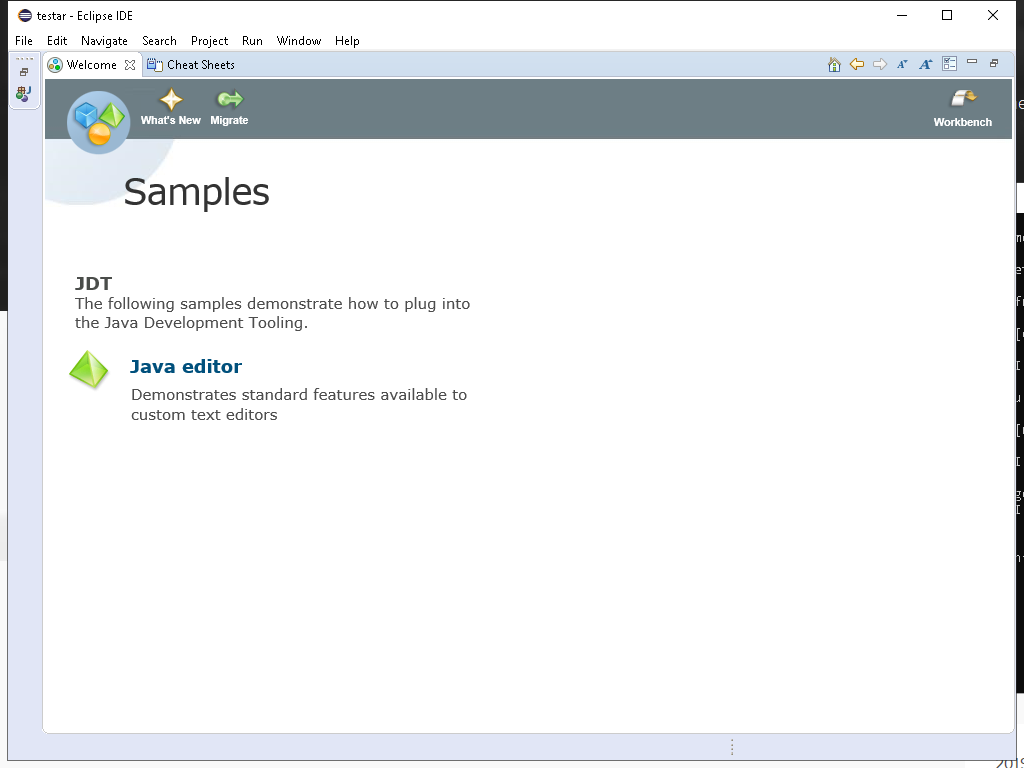 testar - Eclipse IDE
File Edit Navigate Search Project Run Window Help
Welcome Cheat Sheets
What's New Migrate Workbench
Samples
JDT
The following samples demonstrate how to plug into
the Java Development Tooling.
Java editor
Demonstrates standard features available to
custom text editors